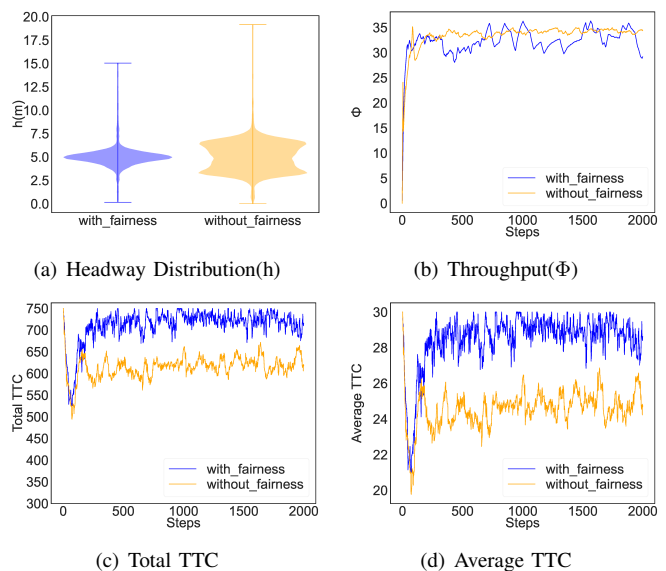 20.0
17.5
15.0
12.5
10.0
7.5
5.0
2.5
0.0
h(m)
with_fairness without_fairness
(a) Headway Distribution(h)
35
30
25
20
15
10
5
0
Φ
with_fairness
without_fairness
0 500 1000 1500 2000
Steps
(b) Throughput(Φ)
750
700
650
600
550
500
450
400
350
300
Total TTC
with_fairness
without_fairness
0 500 1000 1500 2000
Steps
(c) Total TTC
30
28
26
24
22
20
Average TTC
with_fairness
without_fairness
0 500 1000 1500 2000
Steps
(d) Average TTC